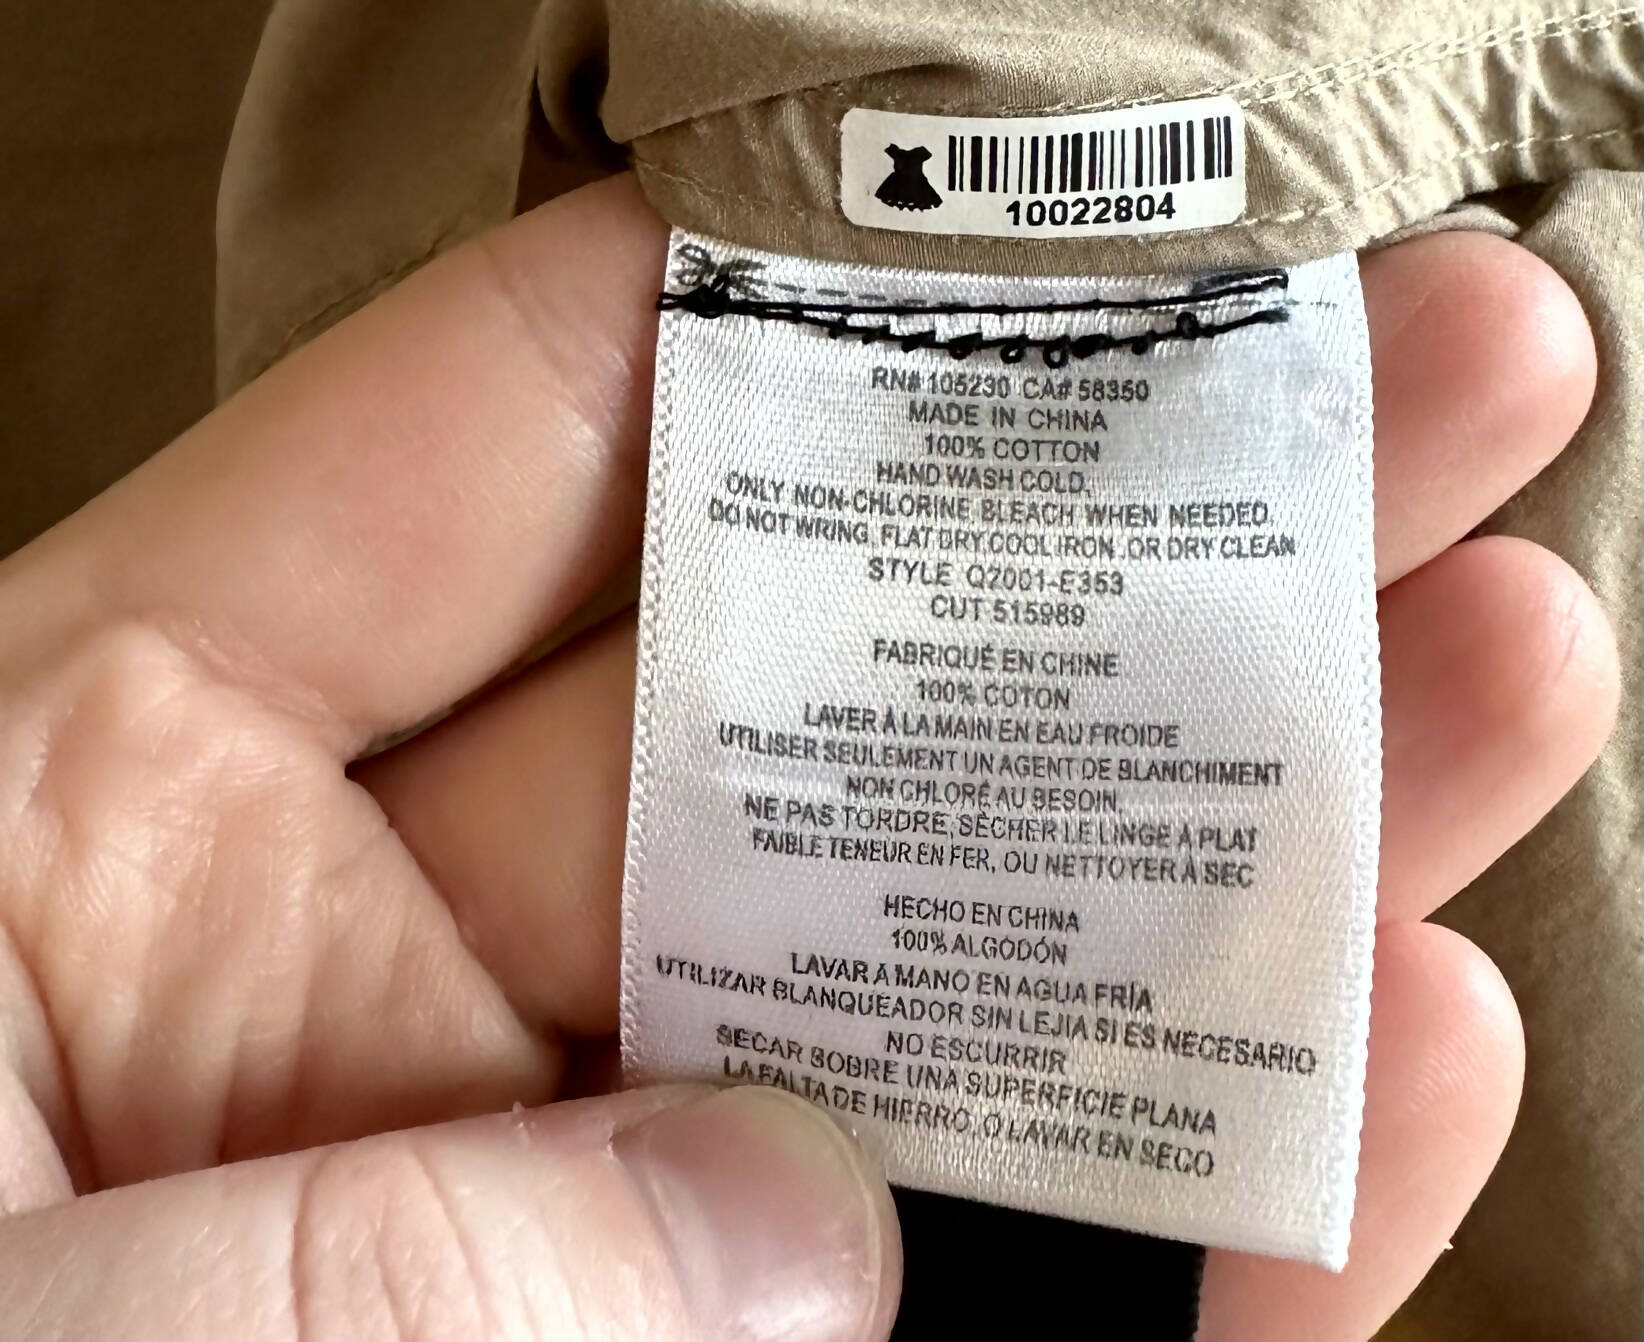 10022804
RN# 105230 CA# 58350
MADE IN CHINA
100% COTTON
HAND WASH COLD,
ONLY NON-CHLORINE BLEACH WHEN NEEDED,
DO NOT WRING, FLAT DRY,COOL IRON ,OR DRY CLEAN
STYLE Q2001-E353
CUT 515989
FABRIQUÉ EN CHINE
100% COTON
LAVER À LA MAIN EN EAU FROIDE
UTILISER SEULEMENT UN AGENT DE BLANCHIMENT
NON CHLORÉ AU BESOIN,
NE PAS TORDRE, SÉCHER LE LINGE À PLAT
FAIBLE TENEUR EN FER, OU NETTOYER À SEC
HECHO EN CHINA
100% ALGODÓN
LAVAR A MANO EN AGUA FRÍA
UTILIZAR BLANQUEADOR SIN LEJIA SI ES NECESARIO
NO ESCURRIR
SECAR SOBRE UNA SUPERFICIE PLANA
LA FALTA DE HIERRO, O LAVAR EN SECO